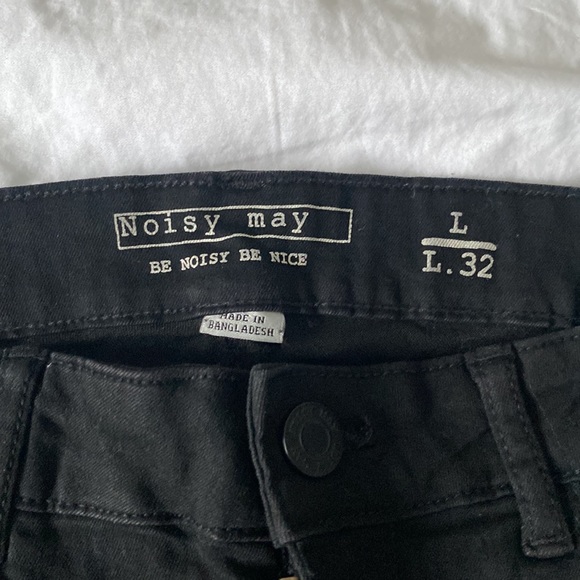 Noisy may
BE NOISY BE NICE
L
L.32
MADE IN
BANGLADESH